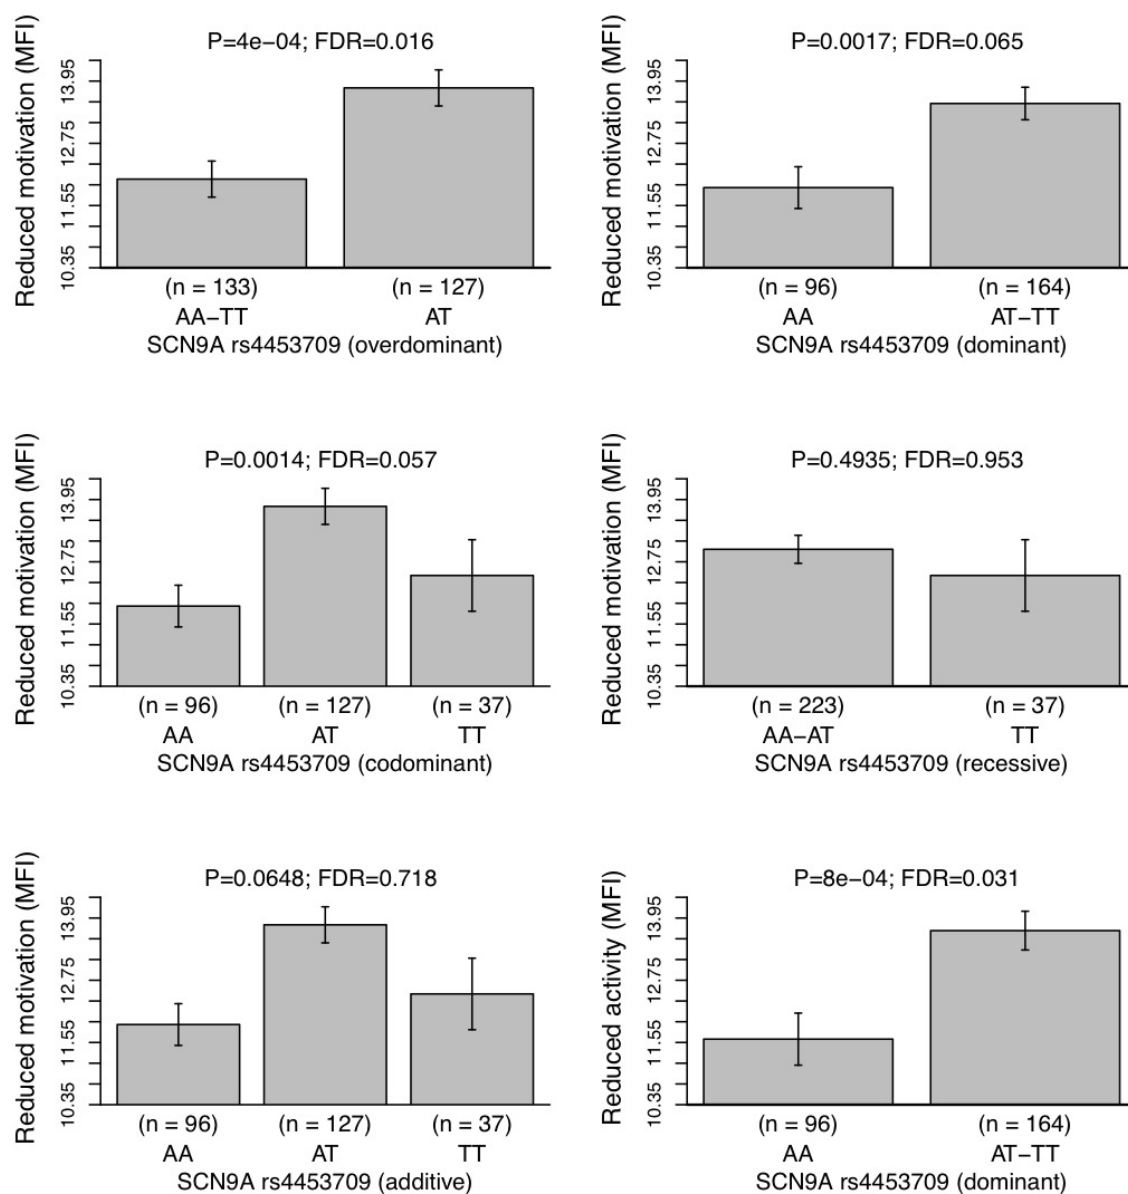 P=4e−04; FDR=0.016
Reduced motivation (MFI)
13.95
12.75
11.55
10.35
(n = 133)
(n = 127)
AA−TT
AT
SCN9A rs4453709 (overdominant)
P=0.0017; FDR=0.065
Reduced motivation (MFI)
13.95
12.75
11.55
10.35
(n = 96)
(n = 164)
AA
AT−TT
SCN9A rs4453709 (dominant)
P=0.0014; FDR=0.057
Reduced motivation (MFI)
13.95
12.75
11.55
10.35
(n = 96)
(n = 127)
(n = 37)
AA
AT
TT
SCN9A rs4453709 (codominant)
P=0.4935; FDR=0.953
Reduced motivation (MFI)
13.95
12.75
11.55
10.35
(n = 223)
(n = 37)
AA−AT
TT
SCN9A rs4453709 (recessive)
P=0.0648; FDR=0.718
Reduced motivation (MFI)
13.95
12.75
11.55
10.35
(n = 96)
(n = 127)
(n = 37)
AA
AT
TT
SCN9A rs4453709 (additive)
P=8e−04; FDR=0.031
Reduced activity (MFI)
13.95
12.75
11.55
10.35
(n = 96)
(n = 164)
AA
AT−TT
SCN9A rs4453709 (dominant)